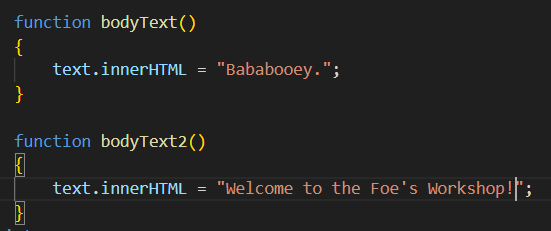 function bodyText()
{
text.innerHTML = "Bababooey.";
}
function bodyText2()
{
text.innerHTML = "Welcome to the Foe's Workshop!";
}